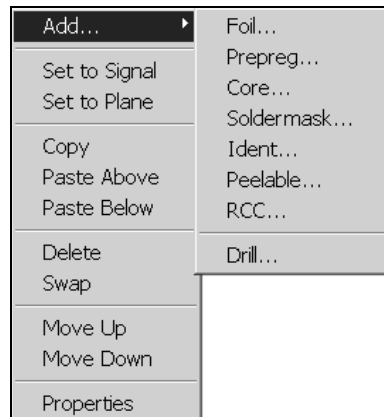 Add...
Set to Signal
Set to Plane
Copy
Paste Above
Paste Below
Delete
Swap
Move Up
Move Down
Properties
Foil...
Prepreg...
Core...
Soldermask...
Ident...
Peelable...
RCC...
Drill...